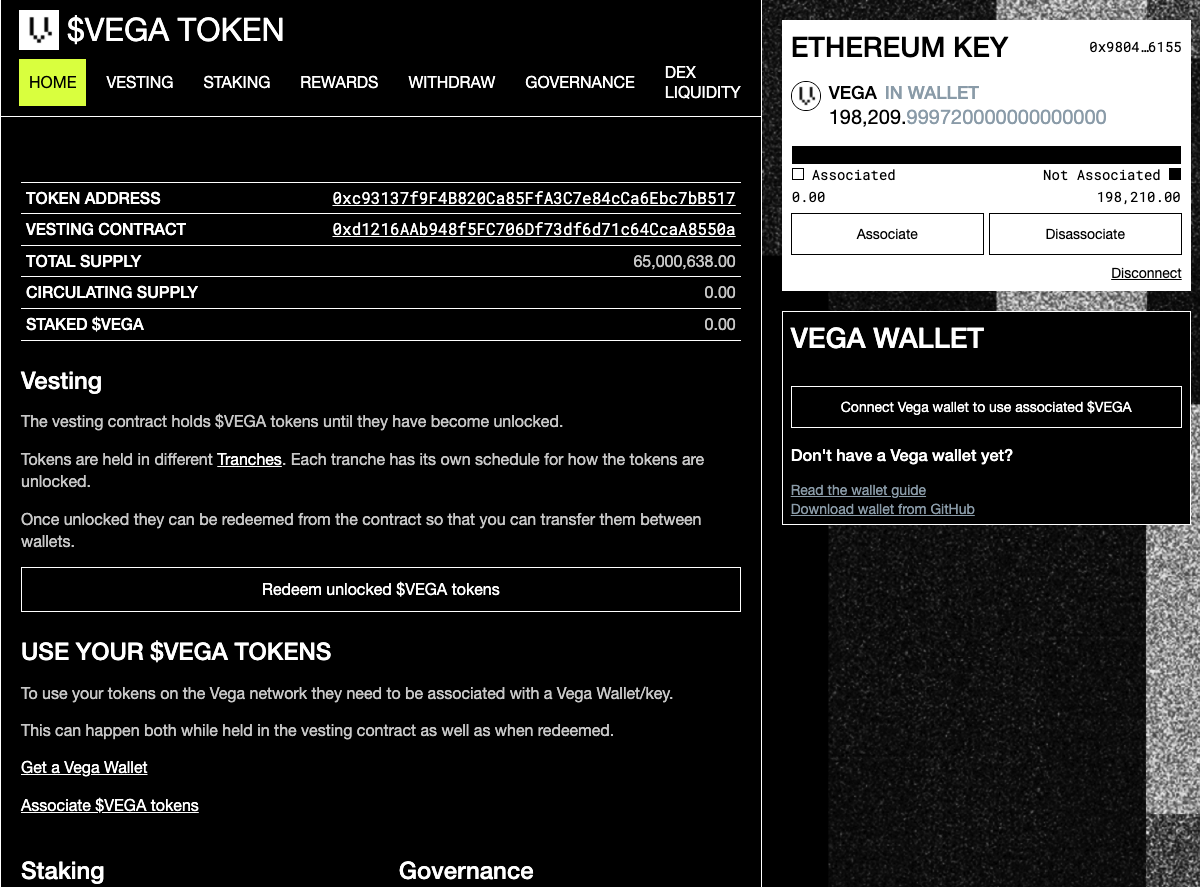 $VEGA TOKEN
HOME
VESTING
STAKING
REWARDS
WITHDRAW
GOVERNANCE
DEX
LIQUIDITY
TOKEN ADDRESS 0xc93137f9F4B820Ca85FfA3C7e84cCa6Ebc7bB517
VESTING CONTRACT 0xd1216AAb948f5FC706Df73df6d71c64CcaA8550a
TOTAL SUPPLY 65,000,638.00
CIRCULATING SUPPLY 0.00
STAKED $VEGA 0.00
Vesting
The vesting contract holds $VEGA tokens until they have become unlocked.
Tokens are held in different Tranches. Each tranche has its own schedule for how the tokens are
unlocked.
Once unlocked they can be redeemed from the contract so that you can transfer them between
wallets.
Redeem unlocked $VEGA tokens
USE YOUR $VEGA TOKENS
To use your tokens on the Vega network they need to be associated with a Vega Wallet/key.
This can happen both while held in the vesting contract as well as when redeemed.
Get a Vega Wallet
Associate $VEGA tokens
Staking
Governance
ETHEREUM KEY 0x9804…6155
VEGA IN WALLET
198,209.999720000000000000
Associated Not Associated
0.00 198,210.00
Associate
Disassociate
Disconnect
VEGA WALLET
Connect Vega wallet to use associated $VEGA
Don't have a Vega wallet yet?
Read the wallet guide
Download wallet from GitHub